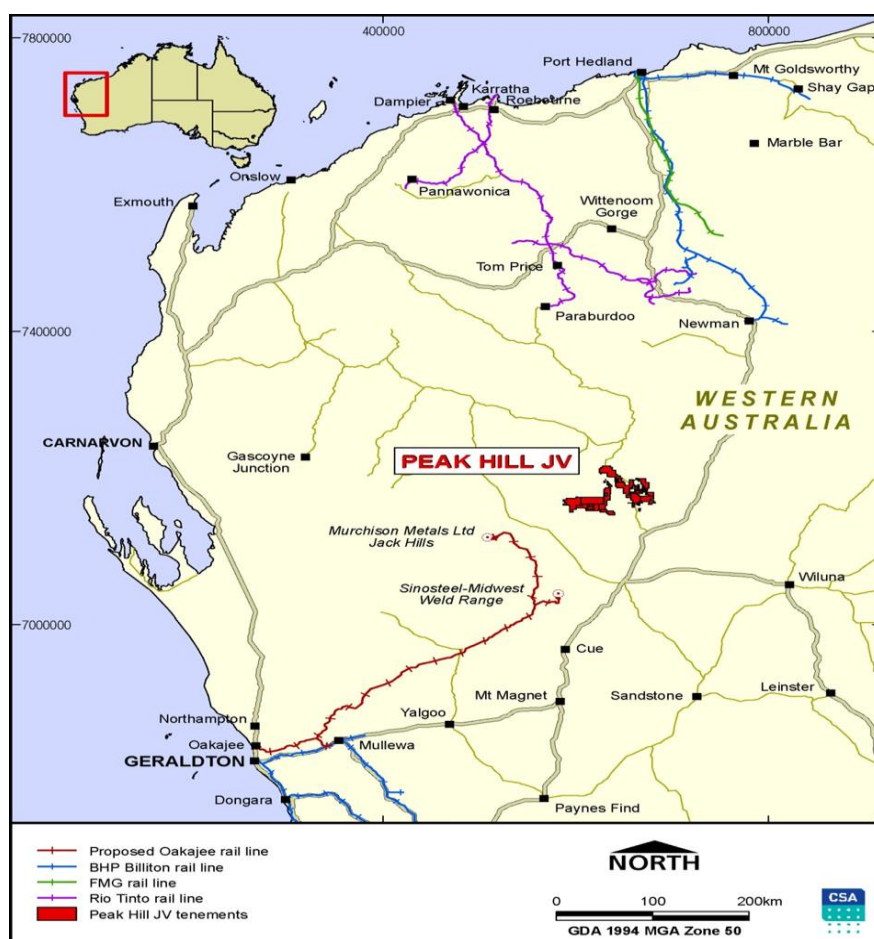 7800000
400000
800000
Port Hedland
Mt Goldsworthy
Karratha
Dampier
Roebourne
Shay Gap
Marble Bar
Onslow
Pannawonica
Exmouth
Wittenoom
Gorge
Tom Price
Paraburdoo
7400000
Newman
WESTERN
AUSTRALIA
CARNARVON
Gascoyne
Junction
PEAK HILL JV
Murchison Metals Ltd
Jack Hills
Sinosteel-Midwest
Weld Range
Wiluna
7000000
Cue
Mt Magnet
Sandstone
Leinster
Northampton
Yalgoo
Oakajee
Mullewa
GERALDTON
Dongara
Paynes Find
Proposed Oakajee rail line
BHP Billiton rail line
FMG rail line
Rio Tinto rail line
Peak Hill JV tenements
NORTH
0 100 200km
GDA 1994 MGA Zone 50
CSA